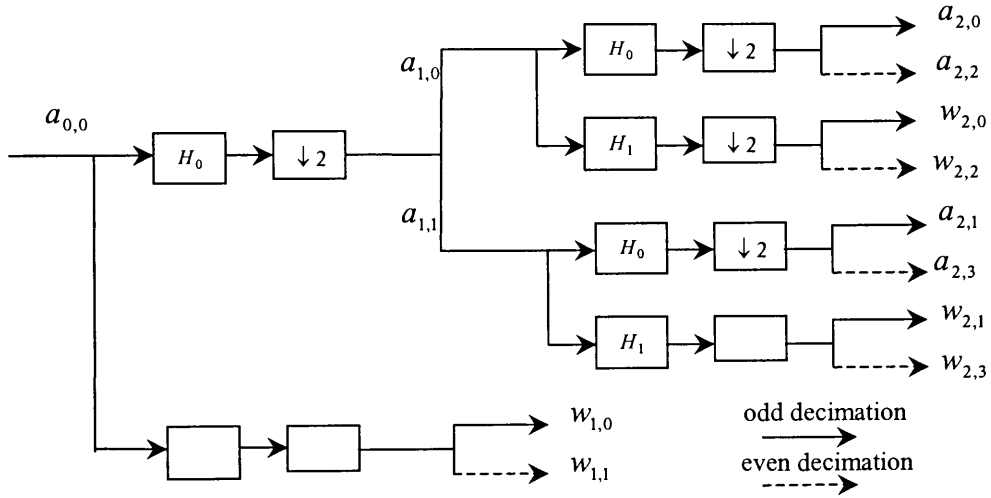 a0,0
H0
↓2
a1,0
a1,1
H0
↓2
a2,0
a2,2
H1
↓2
w2,0
w2,2
H0
↓2
a2,1
a2,3
H1
w2,1
w2,3
w1,0
w1,1
odd decimation
even decimation